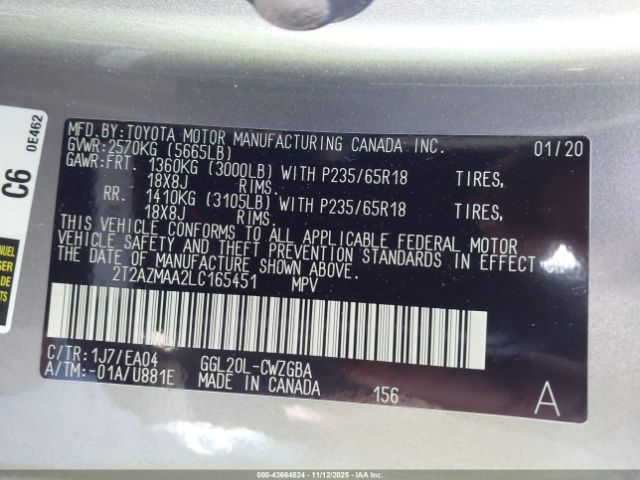 MFD.BY:TOYOTA MOTOR MANUFACTURING CANADA INC. 01/20
GVWR:2570KG (5665LB)
GAWR:FRT. 1360KG (3000LB) WITH P235/65R18 TIRES,
18X8J RIMS.
RR. 1410KG (3105LB) WITH P235/65R18 TIRES,
18X8J RIMS.
THIS VEHICLE CONFORMS TO ALL APPLICABLE FEDERAL MOTOR
VEHICLE SAFETY AND THEFT PREVENTION STANDARDS IN EFFECT ON
THE DATE OF MANUFACTURE SHOWN ABOVE.
2T2AZMAA2LC165451 MPV
C/TR:1J7/EA04 GGL20L-CWZGBA
A/TM:-01A/U881E MADE IN CANADA 156 A
C6
0E462
000-43664524 - 11/12/2025 - IAAI.COM